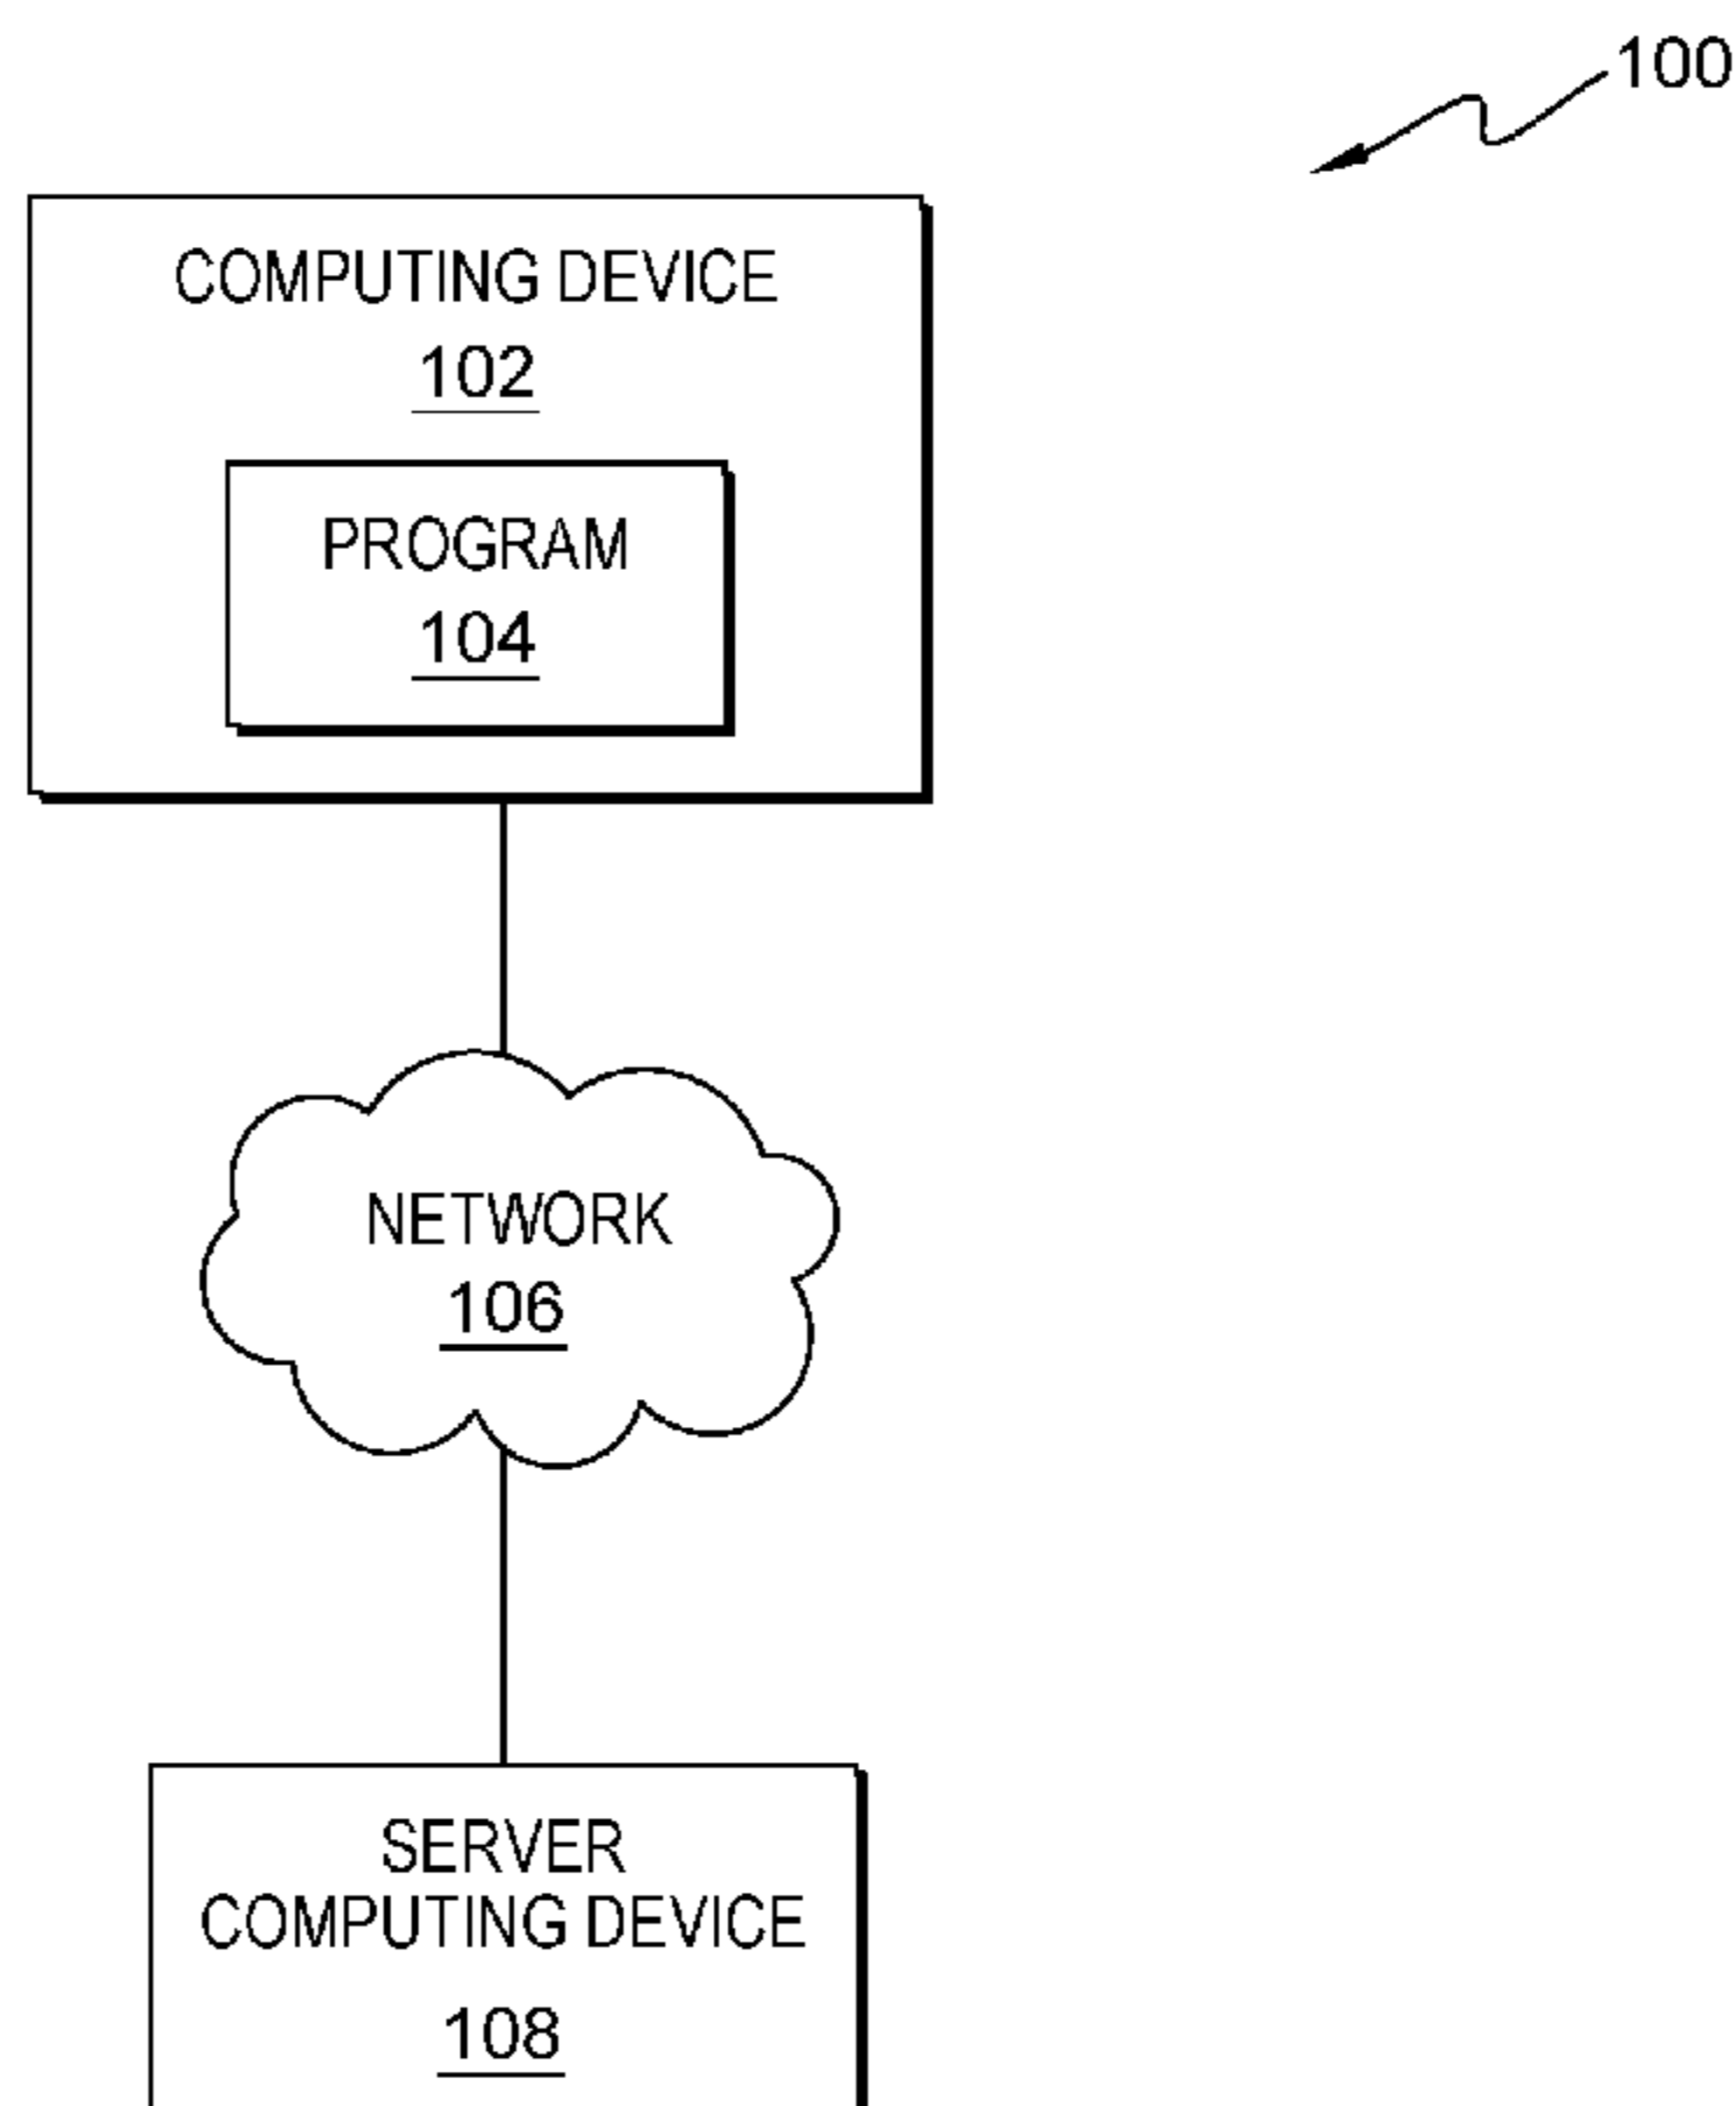 100
COMPUTING DEVICE
102
PROGRAM
104
NETWORK
106
SERVER
COMPUTING DEVICE
108